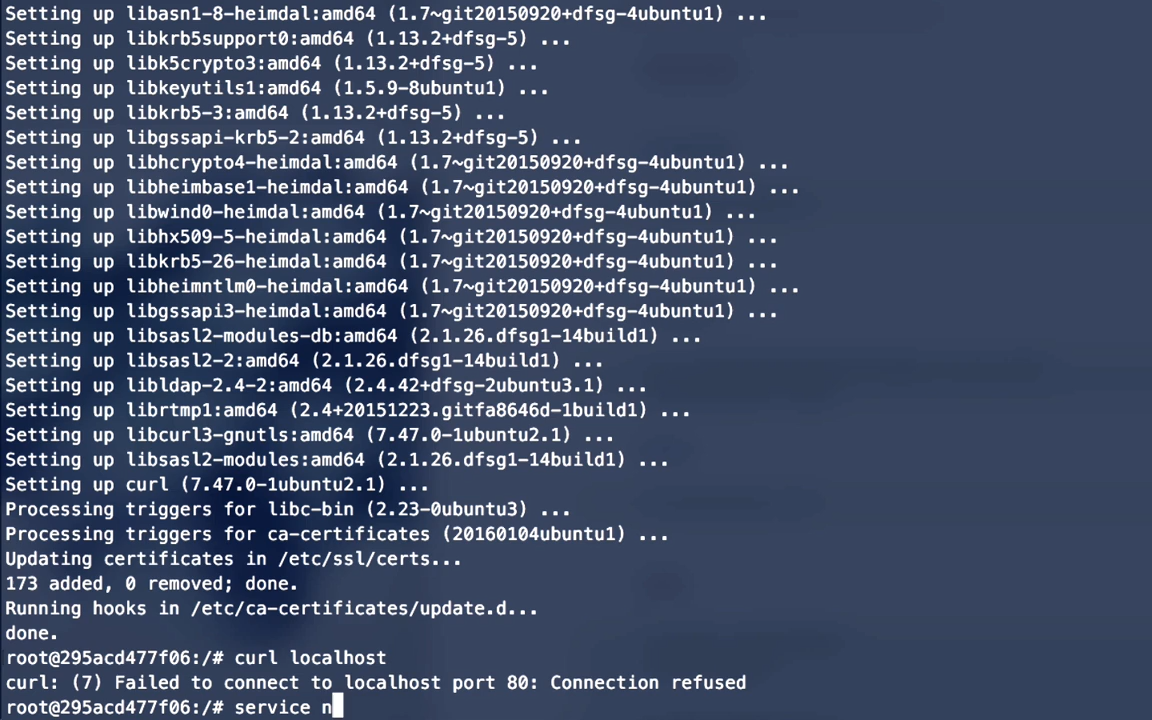 Setting up libasn1-8-heimdal:amd64 (1.7~git20150920+dfsg-4ubuntu1) ...
Setting up libkrb5support0:amd64 (1.13.2+dfsg-5) ...
Setting up libk5crypto3:amd64 (1.13.2+dfsg-5) ...
Setting up libkeyutils1:amd64 (1.5.9-8ubuntu1) ...
Setting up libkrb5-3:amd64 (1.13.2+dfsg-5) ...
Setting up libgssapi-krb5-2:amd64 (1.13.2+dfsg-5) ...
Setting up libhcrypto4-heimdal:amd64 (1.7~git20150920+dfsg-4ubuntu1) ...
Setting up libheimbase1-heimdal:amd64 (1.7~git20150920+dfsg-4ubuntu1) ...
Setting up libwind0-heimdal:amd64 (1.7~git20150920+dfsg-4ubuntu1) ...
Setting up libhx509-5-heimdal:amd64 (1.7~git20150920+dfsg-4ubuntu1) ...
Setting up libkrb5-26-heimdal:amd64 (1.7~git20150920+dfsg-4ubuntu1) ...
Setting up libheimntlm0-heimdal:amd64 (1.7~git20150920+dfsg-4ubuntu1) ...
Setting up libgssapi3-heimdal:amd64 (1.7~git20150920+dfsg-4ubuntu1) ...
Setting up libsasl2-modules-db:amd64 (2.1.26.dfsg1-14build1) ...
Setting up libsasl2-2:amd64 (2.1.26.dfsg1-14build1) ...
Setting up libldap-2.4-2:amd64 (2.4.42+dfsg-2ubuntu3.1) ...
Setting up librtmp1:amd64 (2.4+20151223.gitfa8646d-1build1) ...
Setting up libcurl3-gnutls:amd64 (7.47.0-1ubuntu2.1) ...
Setting up libsasl2-modules:amd64 (2.1.26.dfsg1-14build1) ...
Setting up curl (7.47.0-1ubuntu2.1) ...
Processing triggers for libc-bin (2.23-0ubuntu3) ...
Processing triggers for ca-certificates (20160104ubuntu1) ...
Updating certificates in /etc/ssl/certs...
173 added, 0 removed; done.
Running hooks in /etc/ca-certificates/update.d...
done.
root@295acd477f06:/# curl localhost
curl: (7) Failed to connect to localhost port 80: Connection refused
root@295acd477f06:/# service n